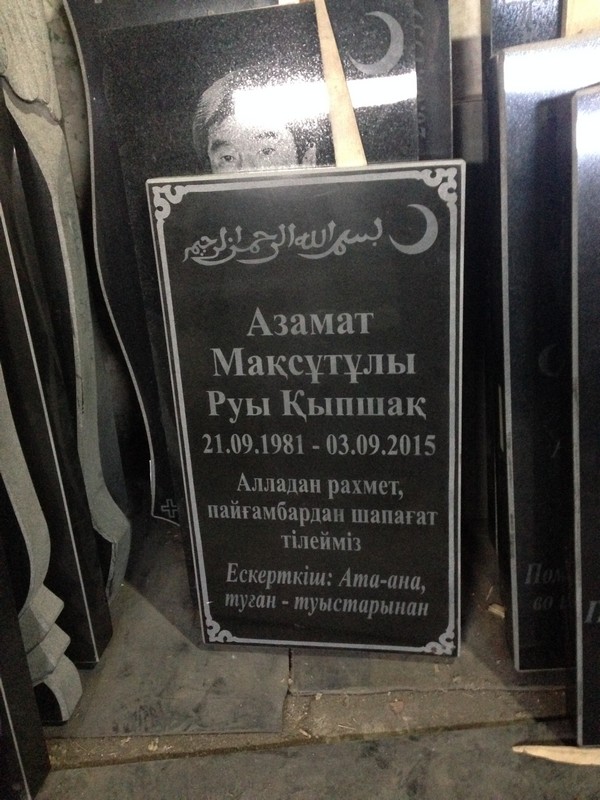 بسم الله الرحمن الرحيم
Азамат
Мақсұтұлы
Руы Қыпшақ
21.09.1981 - 03.09.2015
Алладан рахмет,
пайғамбардан шапағат
тілейміз
Ескерткіш: Ата-ана,
туған - туыстарынан